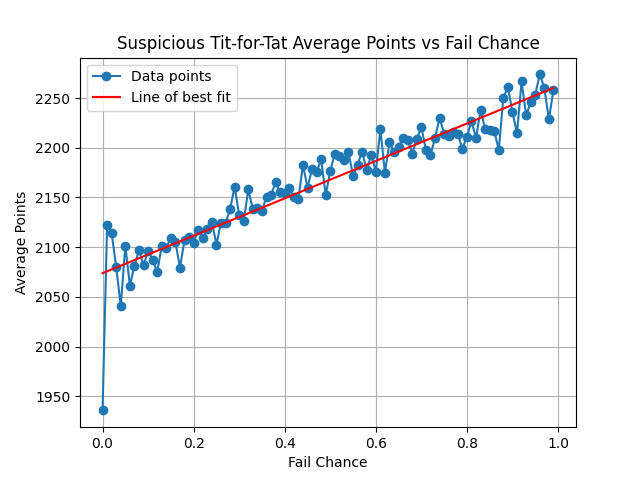 Suspicious Tit-for-Tat Average Points vs Fail Chance
Data points
Line of best fit
Average Points
2250
2200
2150
2100
2050
2000
1950
0.0 0.2 0.4 0.6 0.8 1.0
Fail Chance